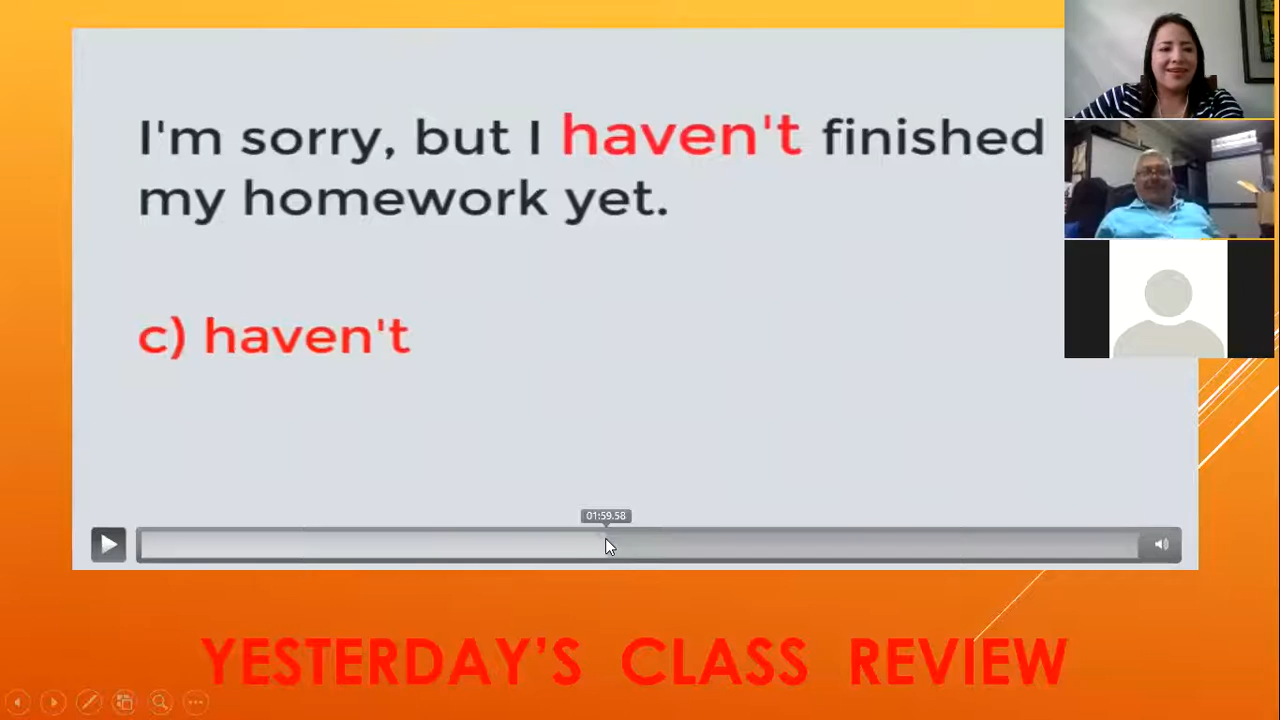 I'm sorry, but I haven't finished
my homework yet.
c) haven't
01:59.58
YESTERDAY'S CLASS REVIEW